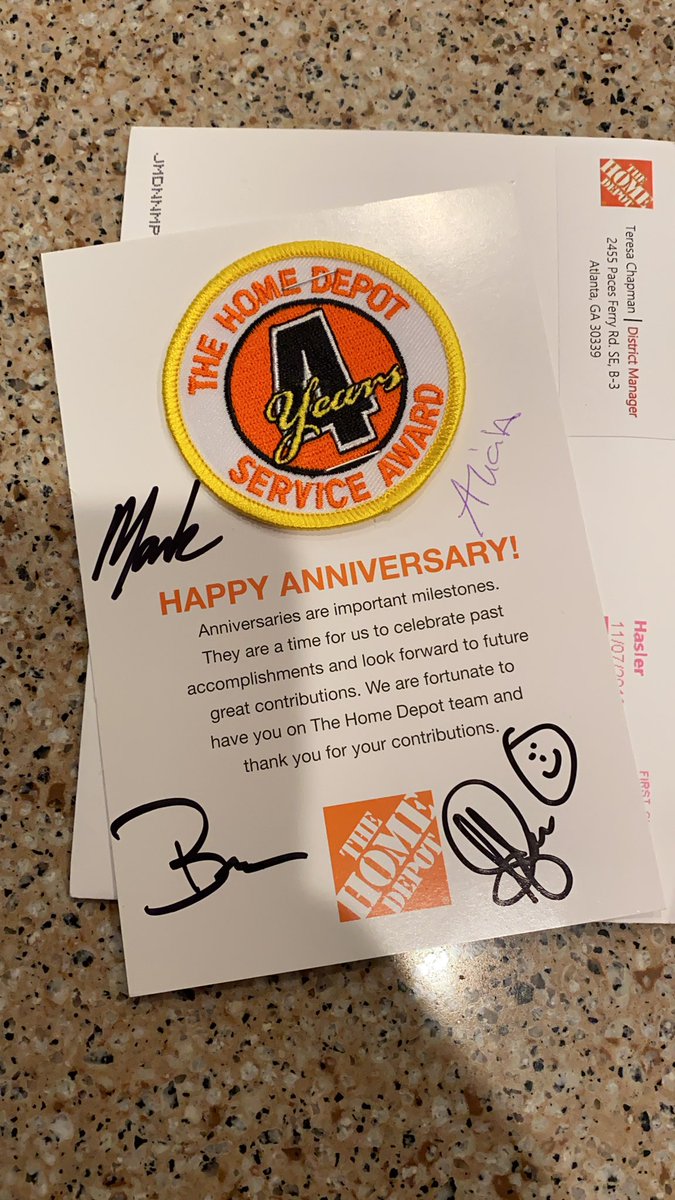 JMDNNMP
THE HOME DEPOT
Teresa Chapman | District Manager
2455 Paces Ferry Rd. SE, B-3
Atlanta, GA 30339
THE HOME DEPOT
4
Years
SERVICE AWARD
Mark
HAPPY ANNIVERSARY!
Anniversaries are important milestones.
They are a time for us to celebrate past
accomplishments and look forward to future
great contributions. We are fortunate to
have you on The Home Depot team and
thank you for your contributions.
Hasler
THE
HOME
DEPOT